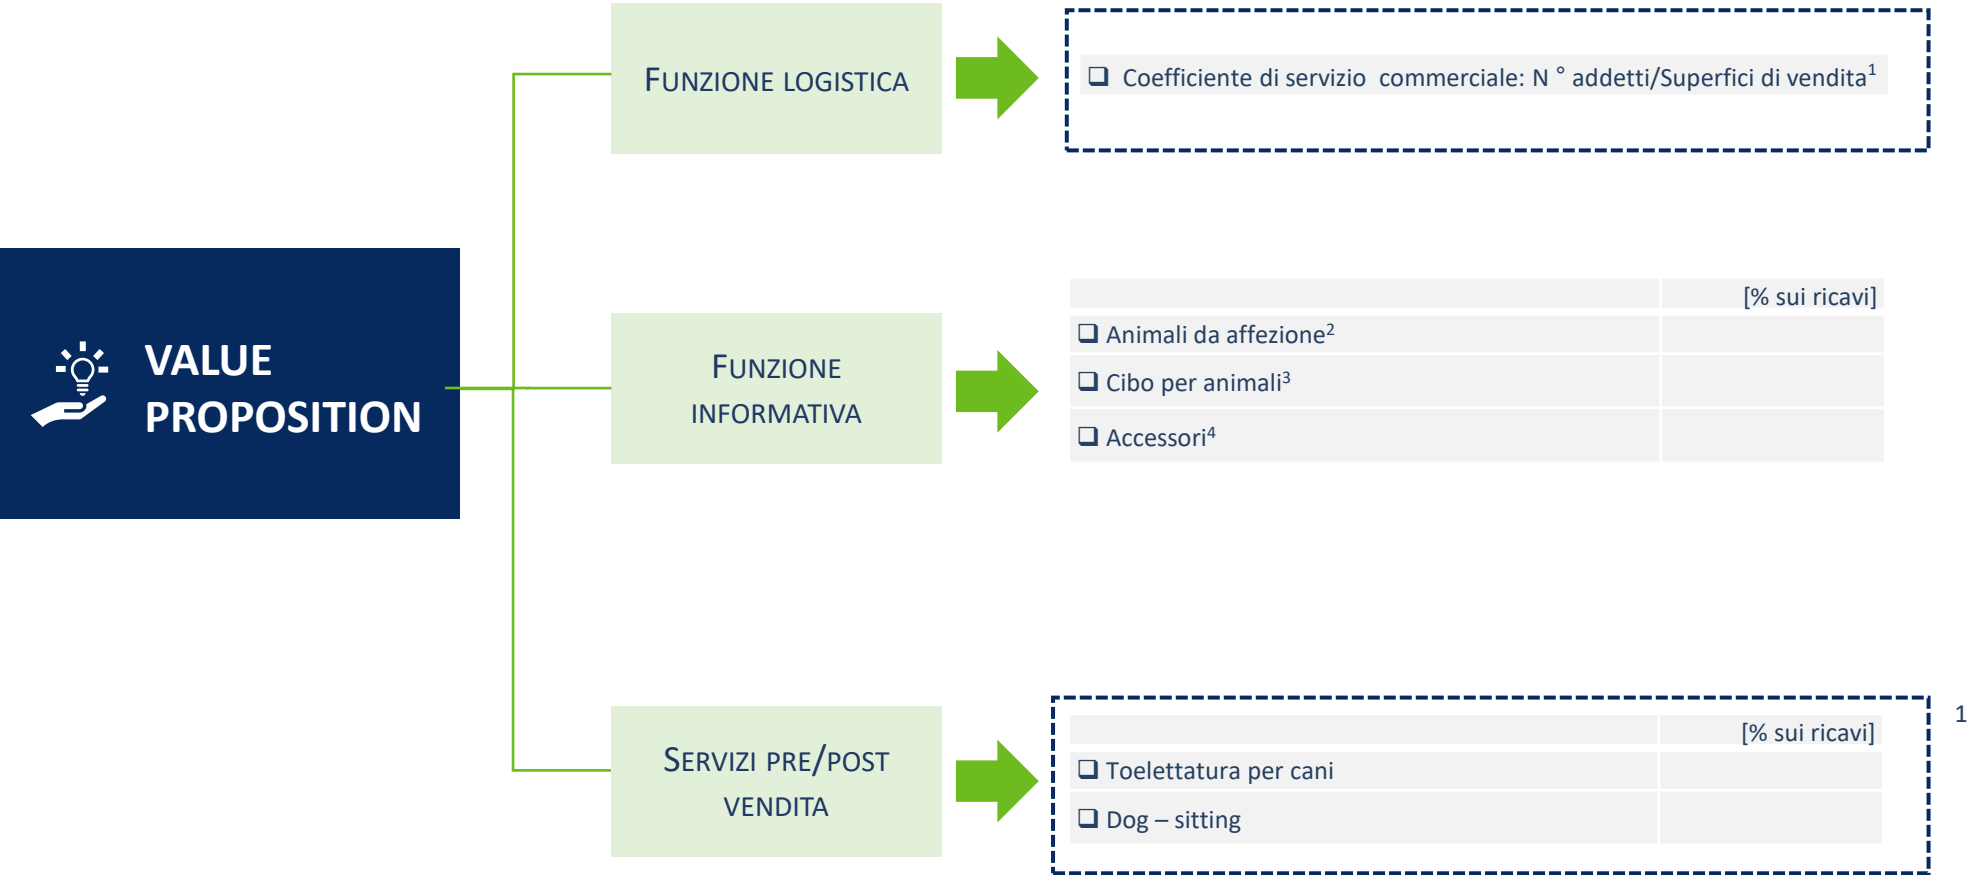 VALUE
PROPOSITION
FUNZIONE LOGISTICA
❑ Coefficiente di servizio  commerciale: N ° addetti/Superfici di vendita¹
FUNZIONE
INFORMATIVA
[% sui ricavi]
❑ Animali da affezione²
❑ Cibo per animali³
❑ Accessori⁴
SERVIZI PRE/POST
VENDITA
[% sui ricavi]
❑ Toelettatura per cani
❑ Dog – sitting
1